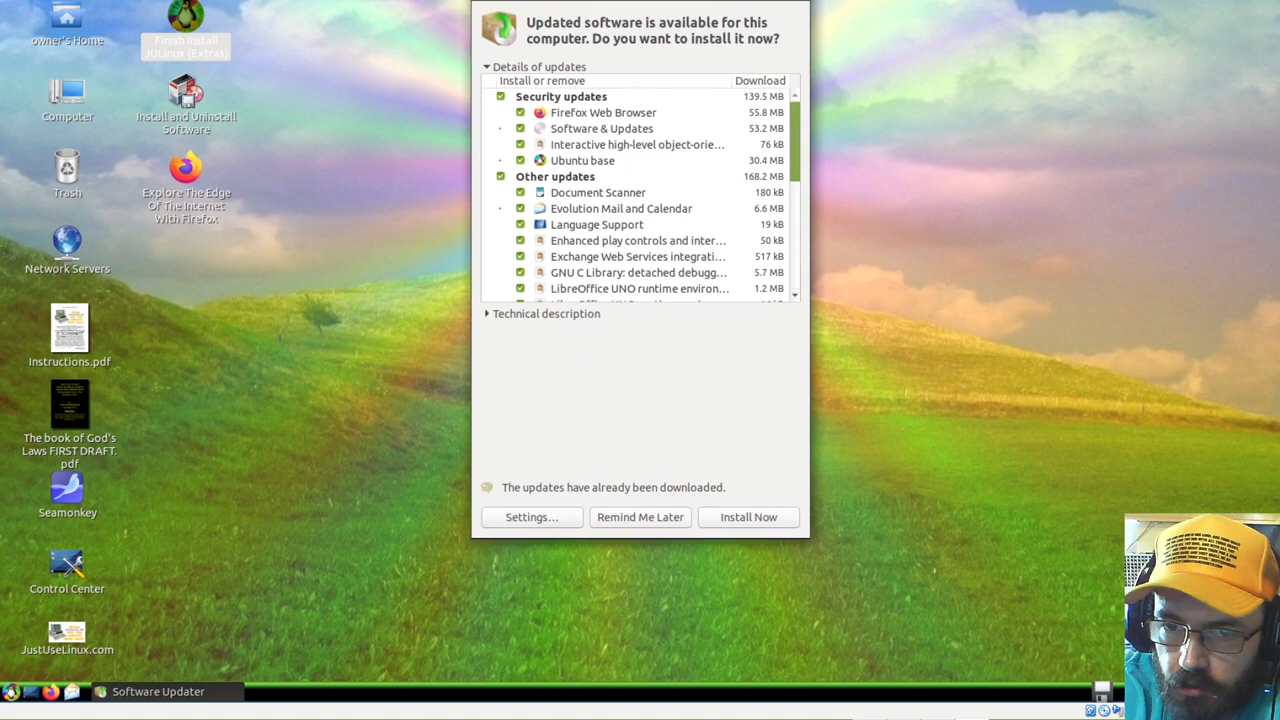 Updated software is available for this
computer. Do you want to install it now?
Details of updates
Install or remove Download
Security updates 139.5 MB
Firefox Web Browser 55.8 MB
Software & Updates 53.2 MB
Interactive high-level object-orie... 76 kB
Ubuntu base 30.4 MB
Other updates 168.2 MB
Document Scanner 180 kB
Evolution Mail and Calendar 6.6 MB
Language Support 19 kB
Enhanced play controls and inter... 50 kB
Exchange Web Services integrati... 517 kB
GNU C Library: detached debugg... 5.7 MB
LibreOffice UNO runtime environ... 1.2 MB
Technical description
The updates have already been downloaded.
Settings... Remind Me Later Install Now
owner's Home
Finish Install
JULinux (Extras)
Computer
Install and Uninstall
Software
Trash
Explore The Edge
Of The Internet
With Firefox
Network Servers
Instructions.pdf
The book of God's
Laws FIRST DRAFT.
pdf
Seamonkey
Control Center
JustUseLinux.com
Software Updater